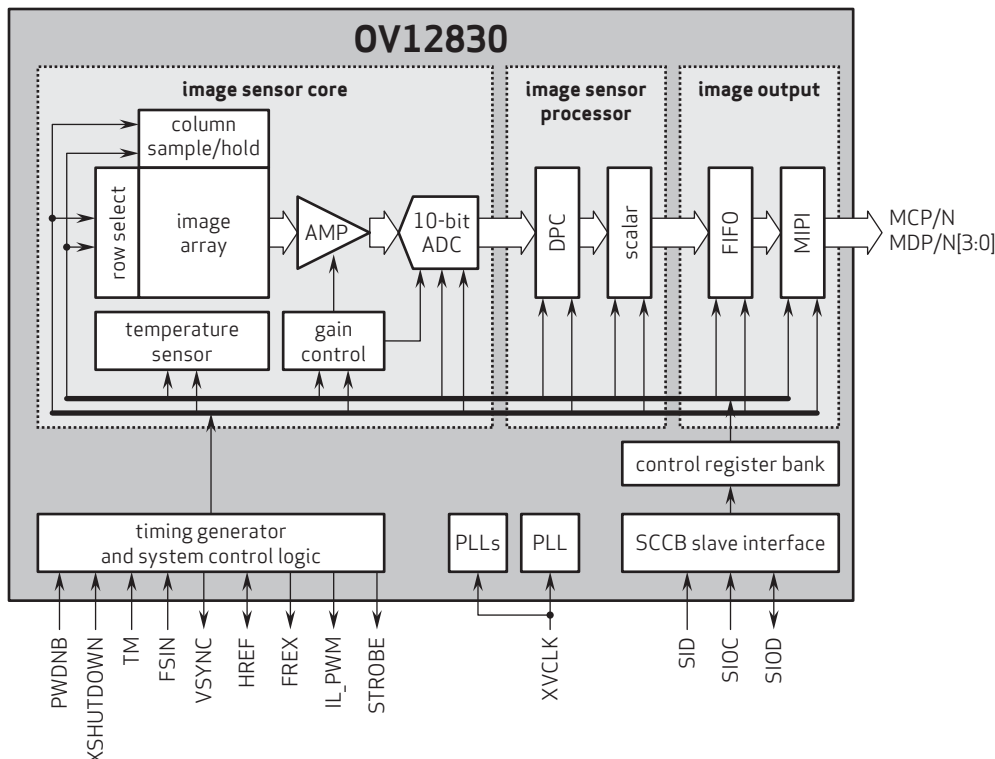 OV12830
image sensor core
image sensor
processor
image output
column
sample/hold
row select
image
array
AMP
10-bit
ADC
DPC
scalar
FIFO
MIPI
MCP/N
MDP/N[3:0]
temperature
sensor
gain
control
control register bank
timing generator
and system control logic
PLLs
PLL
SCCB slave interface
PWDNB
XSHUTDOWN
TM
FSIN
VSYNC
HREF
FREX
IL_PWM
STROBE
XVCLK
SID
SIOC
SIOD